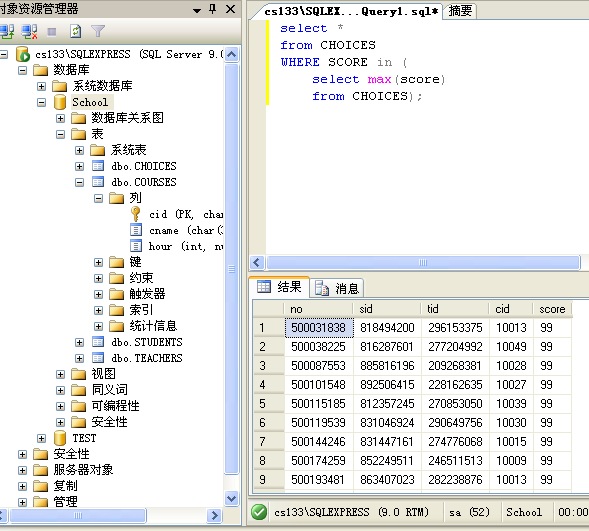 对象资源管理器
cs133\SQLEXPRESS (SQL Server 9.0
数据库
系统数据库
School
数据库关系图
表
系统表
dbo.CHOICES
dbo.COURSES
列
cid (PK, cha
cname (char(
hour (int, nu
键
约束
触发器
索引
统计信息
dbo.STUDENTS
dbo.TEACHERS
视图
同义词
可编程性
安全性
TEST
安全性
服务器对象
复制
管理
cs133\SQLEX...Query1.sql* 摘要
select *
from CHOICES
WHERE SCORE in (
select max(score)
from CHOICES);
结果 消息
no sid tid cid score
1 500031838 818494200 296153375 10013 99
2 500038225 816287601 277204992 10049 99
3 500087553 885816196 209268381 10028 99
4 500101548 892506415 228162635 10027 99
5 500115185 812357245 270853050 10039 99
6 500119539 831046924 290649756 10030 99
7 500144246 831447161 274776068 10015 99
8 500174259 852249511 246511513 10009 99
9 500193481 863407023 282238876 10013 99
cs133\SQLEXPRESS (9.0 RTM) sa (52) School 00:00